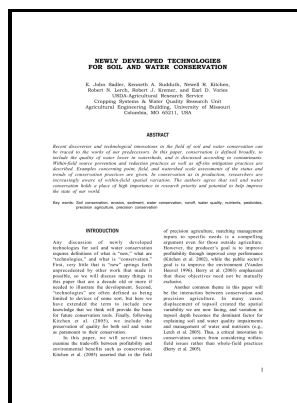 NEWLY DEVELOPED TECHNOLOGIES
FOR SOIL AND WATER CONSERVATION
E. John Sadler, Kenneth A. Sudduth, Newell R. Kitchen,
Robert N. Lerch, Robert J. Kremer, and Earl D. Vories
USDA-Agricultural Research Service
Cropping Systems & Water Quality Research Unit
Agricultural Engineering Building, University of Missouri
Columbia, MO 65211, USA
ABSTRACT
Recent discoveries and technological innovations in the field of soil and water conservation can
be traced to the works of our predecessors. In this paper, conservation is defined broadly, to
include the quality of lower in watersheds, and is discussed according to contaminants.
Within-field source prevention and reduction practices as well as off-site mitigation practices are
described. Examples concerning point, field, and watershed scale assessments of the status and
trends of conservation practices are given. In conservation as in production, researchers are
increasingly aware of within-field spatial variation. The authors agree that soil and water
conservation holds a place of high importance in research priority and potential to help improve
the state of our world.
Key words: Soil conservation, erosion, sediment, water conservation, runoff, water quality, nutrients, pesticides,
precision agriculture, precision conservation
INTRODUCTION
Any discussion of newly developed
technologies for soil and water conservation
requires definitions of what is "new," what are
"technologies," and what is "conservation."
First, very little that is "new" springs forth
unprecedented by other work that made it
possible, so we will discuss many things in
this paper that are a decade old or more if
needed to illustrate the development. Second,
"technologies" are often defined as being
limited to devices of some sort, but here we
have extended the term to include new
knowledge that we think will provide the basis
for future conservation tools. Finally, following
Kitchen et al. (2005), we include the
preservation of quality for both soil and water
as paramount to their conservation.
In this paper, we will several times
examine the trade-offs between profitability and
environmental benefits such as conservation.
Kitchen et al. (2005) asserted that in the field
of precision agriculture, matching management
inputs to specific needs is a compelling
argument even for those outside agriculture.
However, the producer's goal is to improve
profitability through improved crop performance
(Kitchen et al. 2002), while the public sector's
goal is to improve the environment (Vanden
Heuvel 1996). Berry et al. (2003) emphasized
that these objectives need not be mutually
exclusive.
Another common theme in this paper will
be the interaction between conservation and
precision agriculture. In many cases,
displacement of topsoil created the spatial
variability we are now facing, and variation in
topsoil depth becomes the dominant factor for
explaining soil and water quality impairments
and management of water and nutrients (e.g.,
Lerch et al. 2005). Thus, a critical innovation in
conservation comes from considering within-
field issues rather than whole-field practices
(Berry et al. 2005).
1